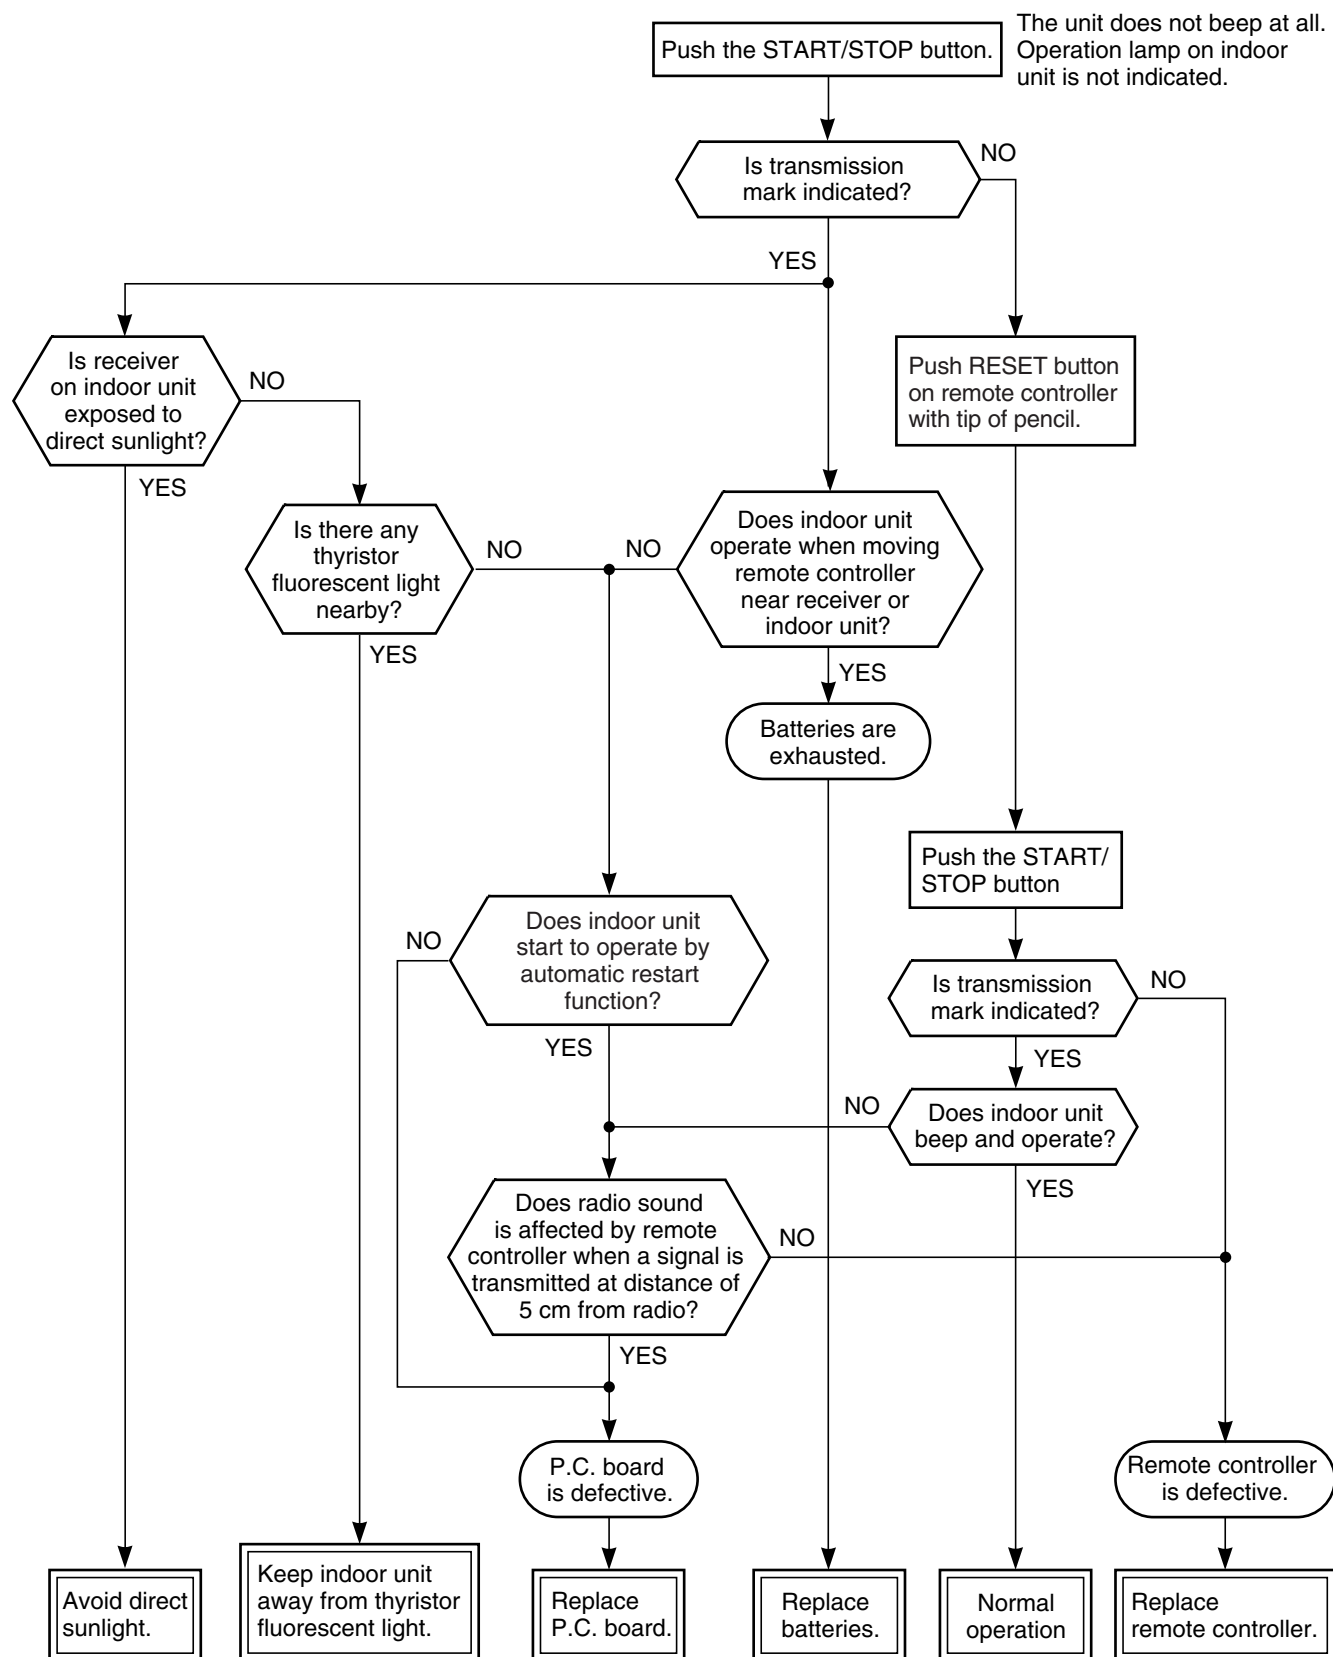 Push the START/STOP button.
The unit does not beep at all.
Operation lamp on indoor
unit is not indicated.
Is transmission
mark indicated?
NO
YES
Is receiver
on indoor unit
exposed to
direct sunlight?
NO
YES
Push RESET button
on remote controller
with tip of pencil.
Is there any
thyristor
fluorescent light
nearby?
NO
YES
NO
Does indoor unit
operate when moving
remote controller
near receiver or
indoor unit?
YES
Batteries are
exhausted.
Push the START/
STOP button
NO
Does indoor unit
start to operate by
automatic restart
function?
YES
Is transmission
mark indicated?
NO
YES
NO
Does indoor unit
beep and operate?
YES
Does radio sound
is affected by remote
controller when a signal is
transmitted at distance of
5 cm from radio?
NO
YES
P.C. board
is defective.
Remote controller
is defective.
Avoid direct
sunlight.
Keep indoor unit
away from thyristor
fluorescent light.
Replace
P.C. board.
Replace
batteries.
Normal
operation
Replace
remote controller.